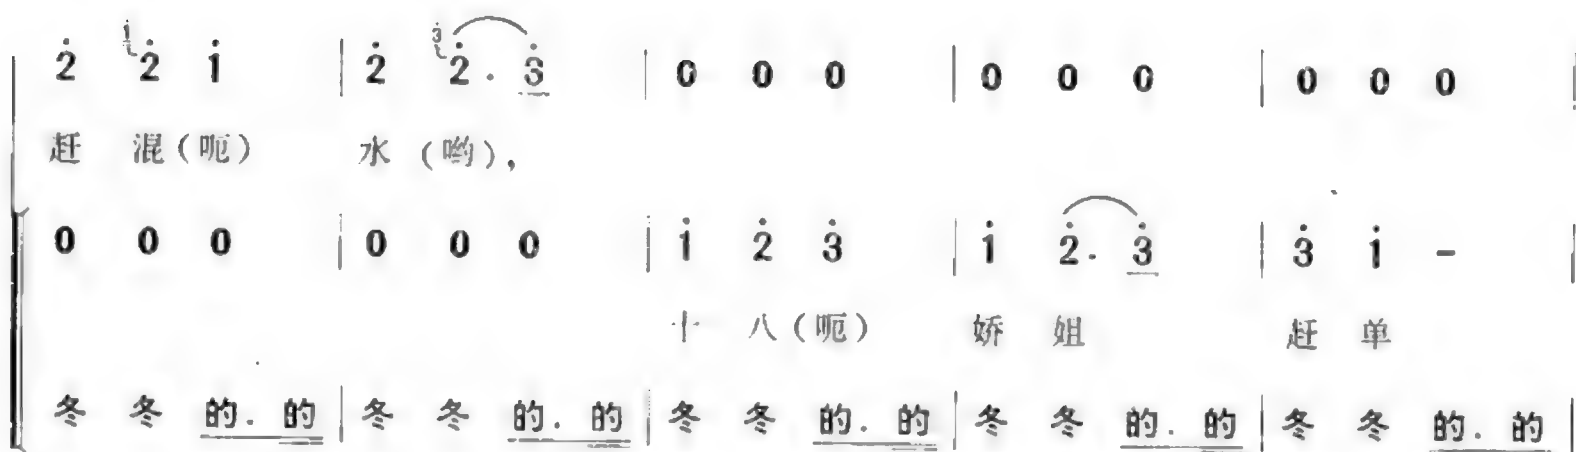 2̇ 1̇2̇ 1̇ | 2̇ 3̇2̇ . 3̇ | 0 0 0 | 0 0 0 | 0 0 0 |
赶 混(呃) 水 (哟),
0 0 0 | 0 0 0 | 1̇ 2̇ 3̇ | 1̇ 2̇. 3̇ | 3̇ 1̇ - |
十 八(呃) 娇 姐 赶 单
冬 冬 的. 的 | 冬 冬 的. 的 | 冬 冬 的. 的 | 冬 冬 的. 的 | 冬 冬 的. 的 |